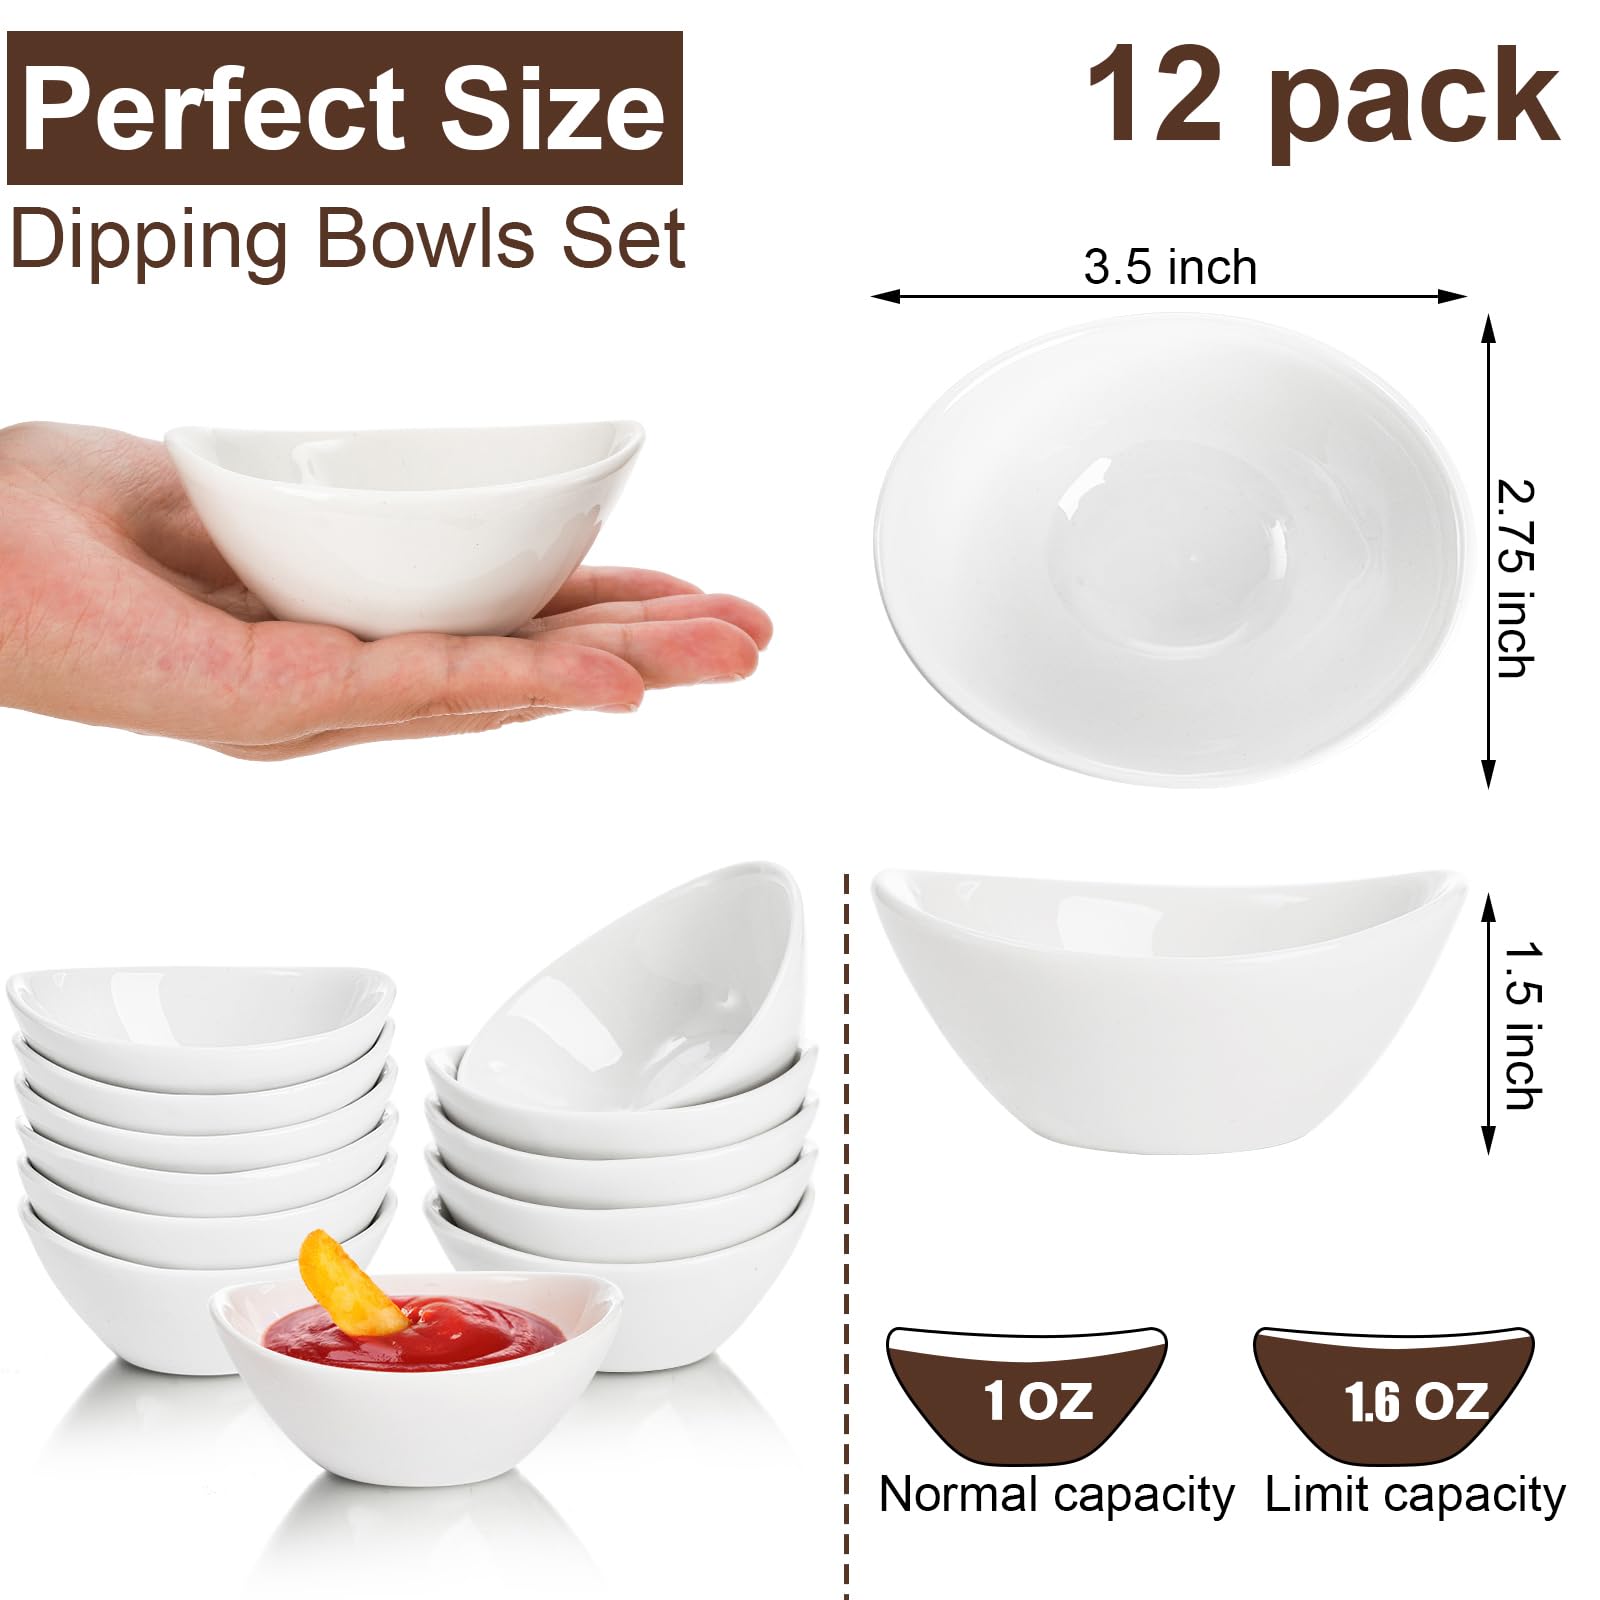 Perfect Size
Dipping Bowls Set
12 pack
3.5 inch
2.75 inch
1.5 inch
1 OZ
Normal capacity
1.6 OZ
Limit capacity